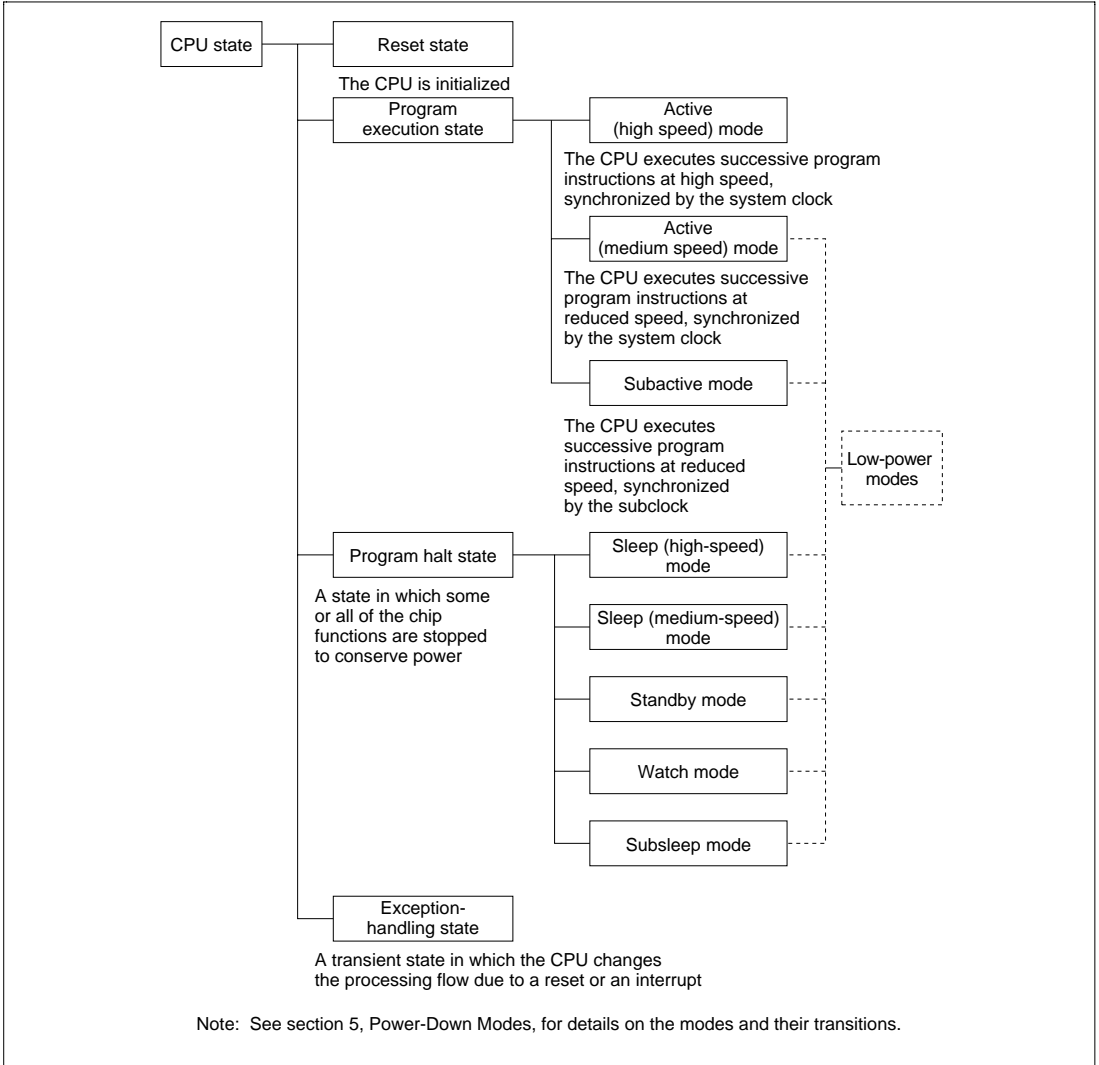 CPU state
Reset state
The CPU is initialized
Program
execution state
Active
(high speed) mode
The CPU executes successive program
instructions at high speed,
synchronized by the system clock
Active
(medium speed) mode
The CPU executes successive
program instructions at
reduced speed, synchronized
by the system clock
Subactive mode
The CPU executes
successive program
instructions at reduced
speed, synchronized
by the subclock
Low-power
modes
Program halt state
A state in which some
or all of the chip
functions are stopped
to conserve power
Sleep (high-speed)
mode
Sleep (medium-speed)
mode
Standby mode
Watch mode
Subsleep mode
Exception-
handling state
A transient state in which the CPU changes
the processing flow due to a reset or an interrupt
Note: See section 5, Power-Down Modes, for details on the modes and their transitions.